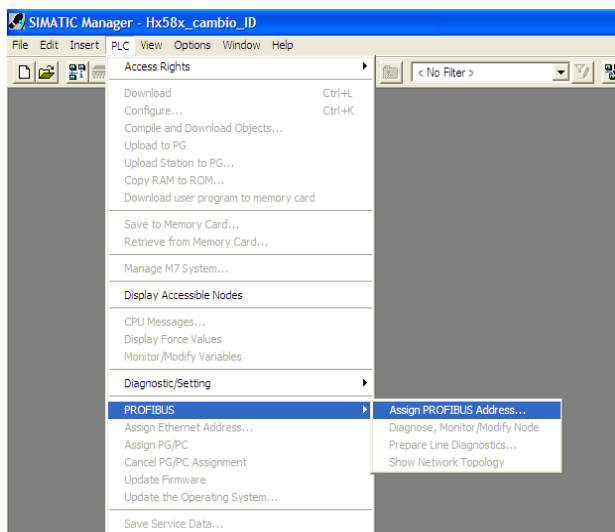 SIMATIC Manager - Hx58x_cambio_ID
File Edit Insert PLC View Options Window Help
< No Filter >
Access Rights
Download Ctrl+L
Configure... Ctrl+K
Compile and Download Objects...
Upload to PG
Upload Station to PG...
Copy RAM to ROM...
Download user program to memory card
Save to Memory Card...
Retrieve from Memory Card...
Manage M7 System...
Display Accessible Nodes
CPU Messages...
Display Force Values
Monitor/Modify Variables
Diagnostic/Setting
PROFIBUS
Assign PROFIBUS Address...
Assign Ethernet Address...
Diagnose, Monitor/Modify Node
Assign PG/PC
Prepare Line Diagnostics...
Cancel PG/PC Assignment
Show Network Topology
Update Firmware
Update the Operating System...
Save Service Data...